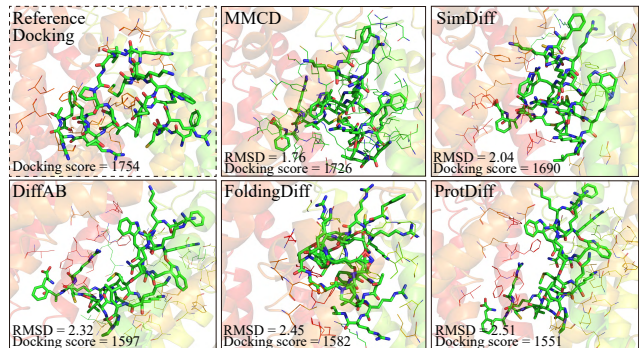 Reference
Docking
Docking score = 1754
MMCD
RMSD = 1.76
Docking score = 1726
SimDiff
RMSD = 2.04
Docking score = 1690
DiffAB
RMSD = 2.32
Docking score = 1597
FoldingDiff
RMSD = 2.45
Docking score = 1582
ProtDiff
RMSD = 2.51
Docking score = 1551